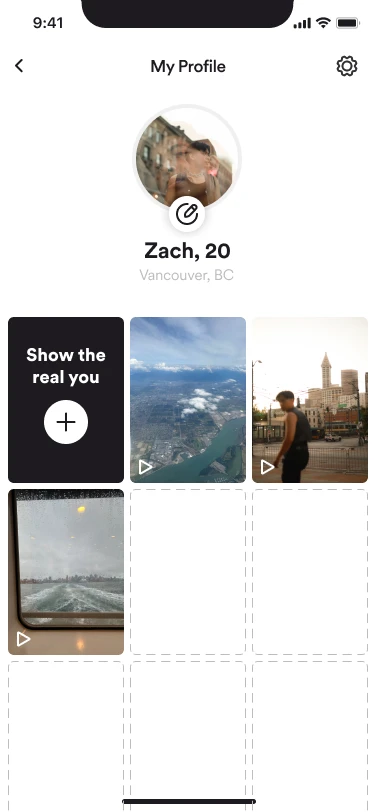 9:41
My Profile
Zach, 20
Vancouver, BC
Show the
real you